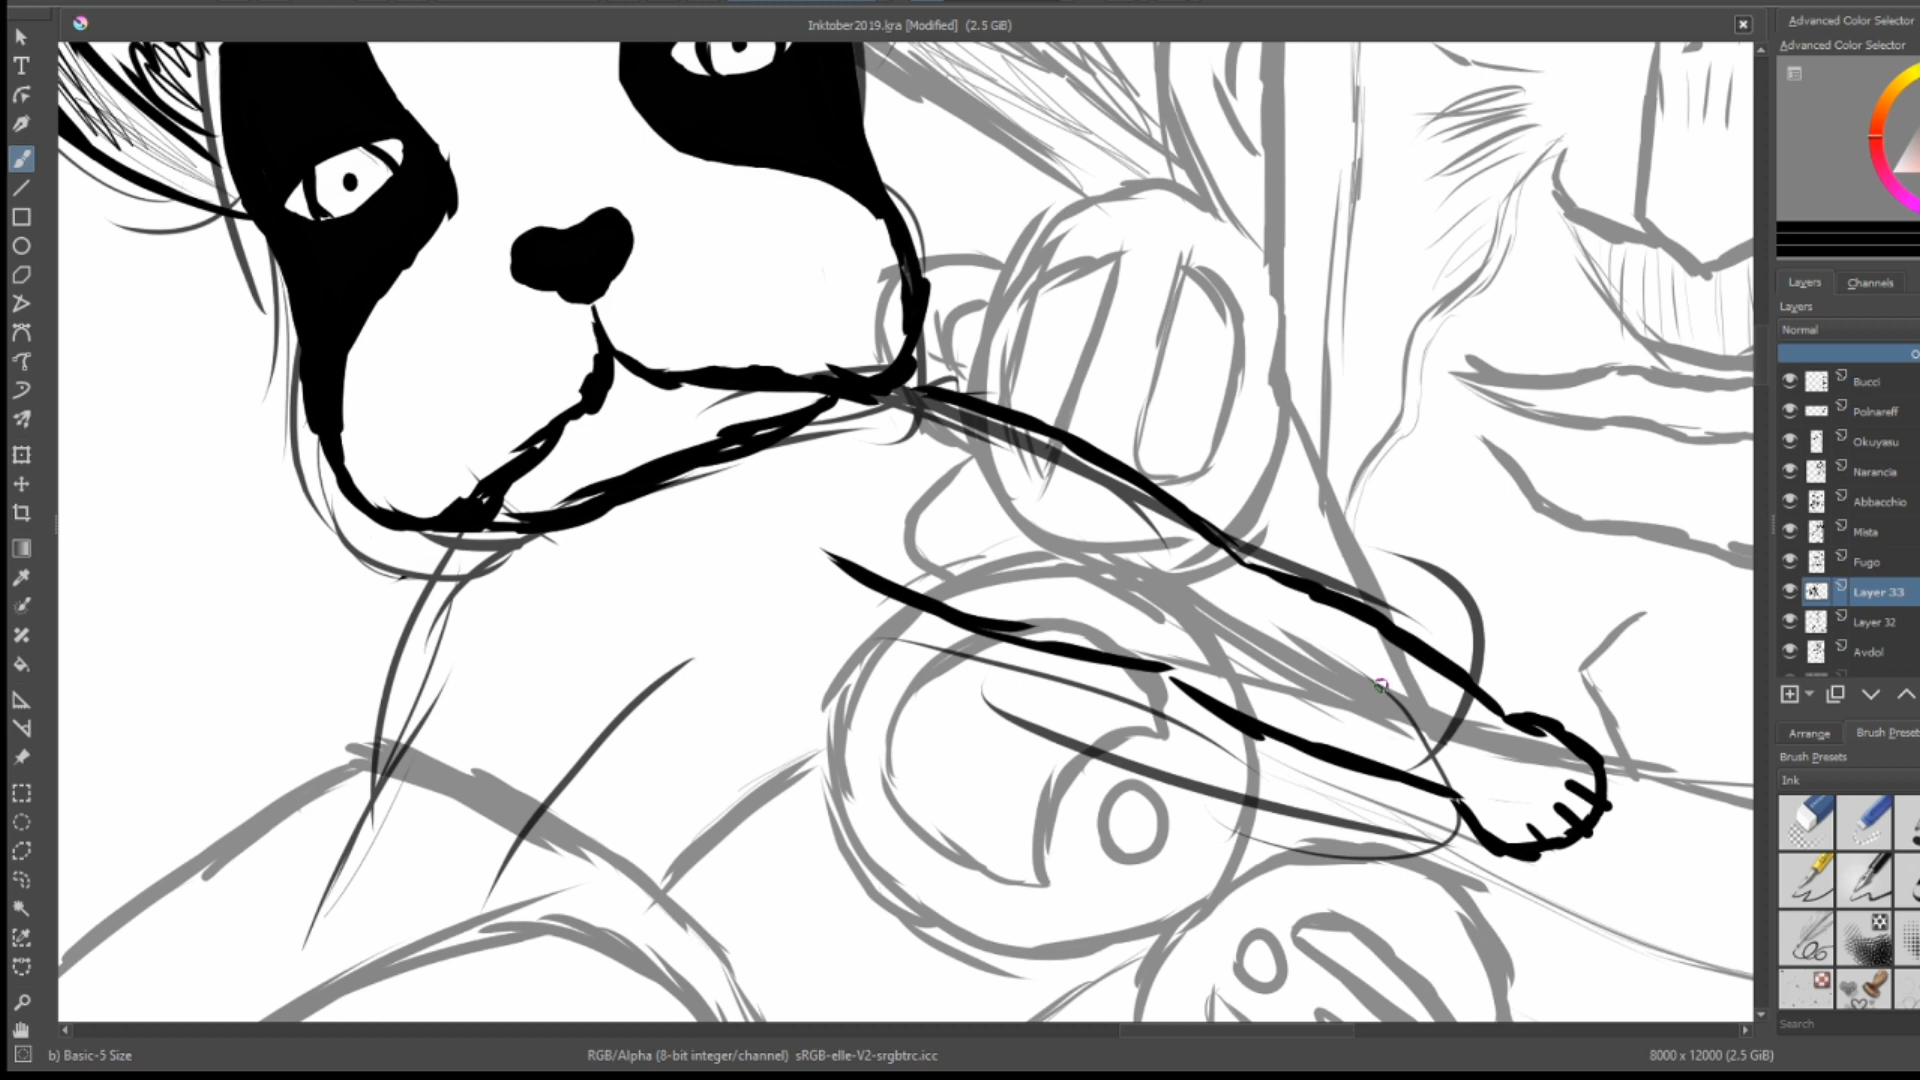 Inktober2019.kra [Modified] (2.5 GiB)
Advanced Color Selector
Advanced Color Selector
Layers Channels
Layers
Normal
Bucci
Polnareff
Okuyasu
Narancia
Abbacchio
Mista
Fugo
Layer 33
Layer 32
Avdol
Arrange Brush Preset
Brush Presets
Ink
Search
b) Basic-5 Size
RGB/Alpha (8-bit integer/channel) sRGB-elle-V2-srgbtrc.icc
8000 x 12000 (2.5 GiB)